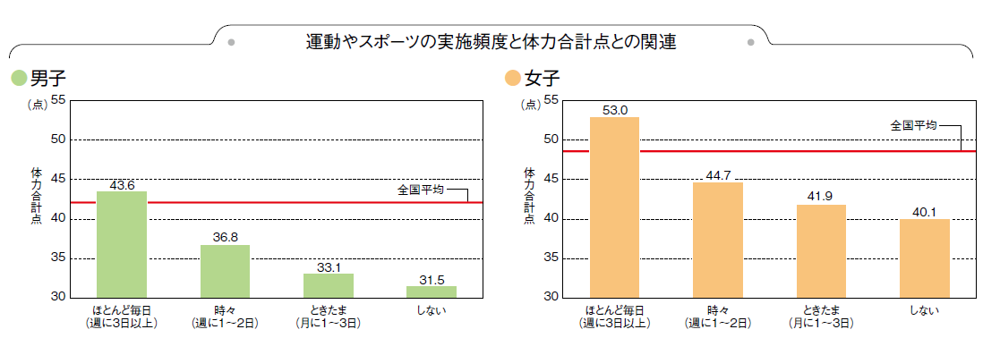 運動やスポーツの実施頻度と体力合計点との関連
男子
(点)
55
50
45
40
35
30
体力合計点
43.6
36.8
33.1
31.5
全国平均
ほとんど毎日
(週に3日以上)
時々
(週に1〜2日)
ときたま
(月に1〜3日)
しない
女子
(点)
55
50
45
40
35
30
体力合計点
53.0
44.7
41.9
40.1
全国平均
ほとんど毎日
(週に3日以上)
時々
(週に1〜2日)
ときたま
(月に1〜3日)
しない